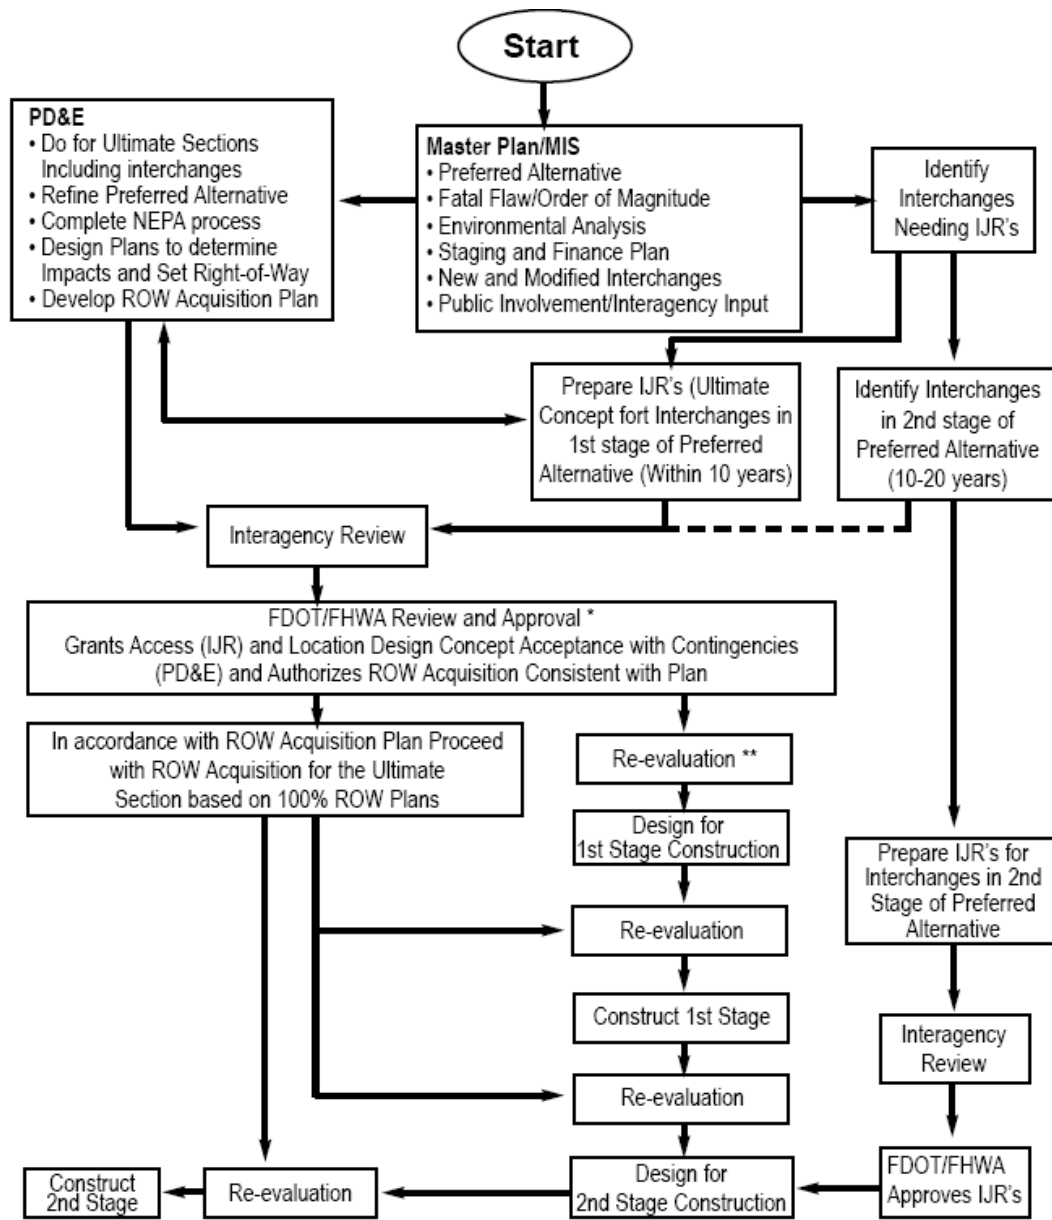 Start
PD&E
• Do for Ultimate Sections
Including interchanges
• Refine Preferred Alternative
• Complete NEPA process
• Design Plans to determine
Impacts and Set Right-of-Way
• Develop ROW Acquisition Plan
Master Plan/MIS
• Preferred Alternative
• Fatal Flaw/Order of Magnitude
• Environmental Analysis
• Staging and Finance Plan
• New and Modified Interchanges
• Public Involvement/Interagency Input
Identify
Interchanges
Needing IJR's
Prepare IJR's (Ultimate
Concept fort Interchanges in
1st stage of Preferred
Alternative (Within 10 years)
Identify Interchanges
in 2nd stage of
Preferred Alternative
(10-20 years)
Interagency Review
FDOT/FHWA Review and Approval *
Grants Access (IJR) and Location Design Concept Acceptance with Contingencies
(PD&E) and Authorizes ROW Acquisition Consistent with Plan
In accordance with ROW Acquisition Plan Proceed
with ROW Acquisition for the Ultimate
Section based on 100% ROW Plans
Re-evaluation **
Design for
1st Stage Construction
Prepare IJR's for
Interchanges in 2nd
Stage of Preferred
Alternative
Re-evaluation
Construct 1st Stage
Interagency
Review
Re-evaluation
Construct
2nd Stage
Re-evaluation
Design for
2nd Stage Construction
FDOT/FHWA
Approves IJR's